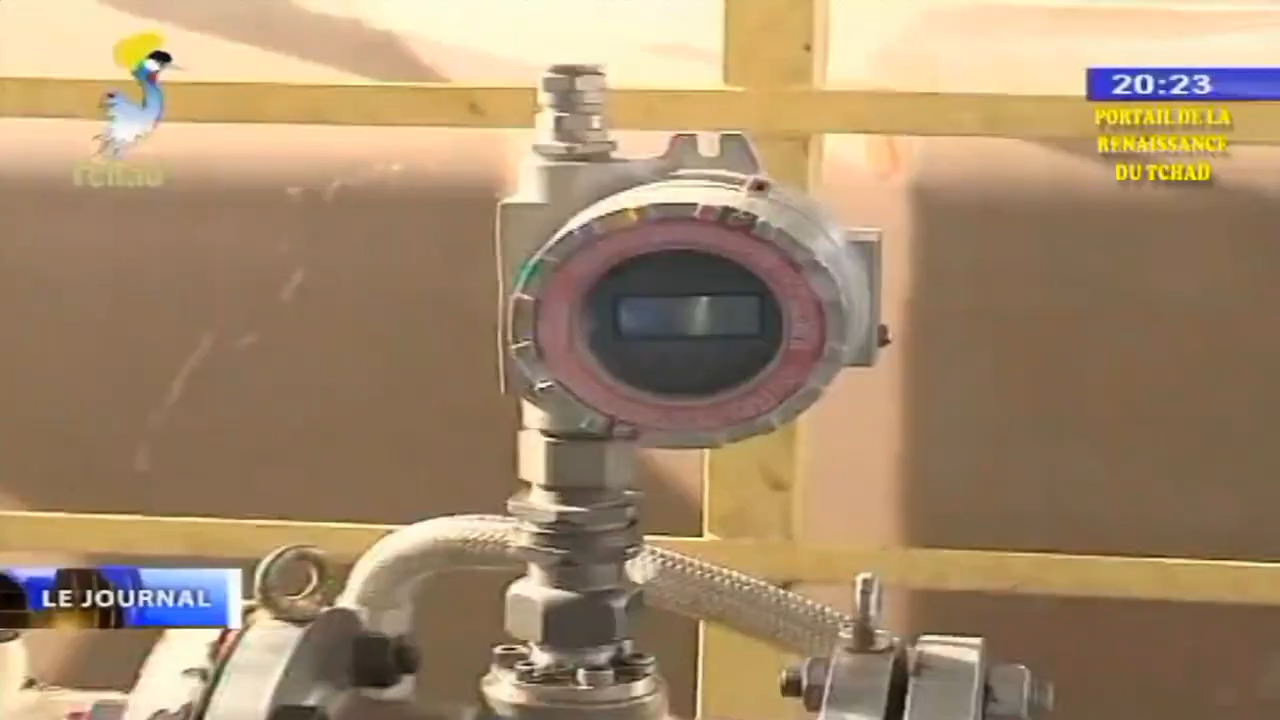 20:23
PORTAIL DE LA
RENAISSANCE
DU TCHAD
Tchad
LE JOURNAL